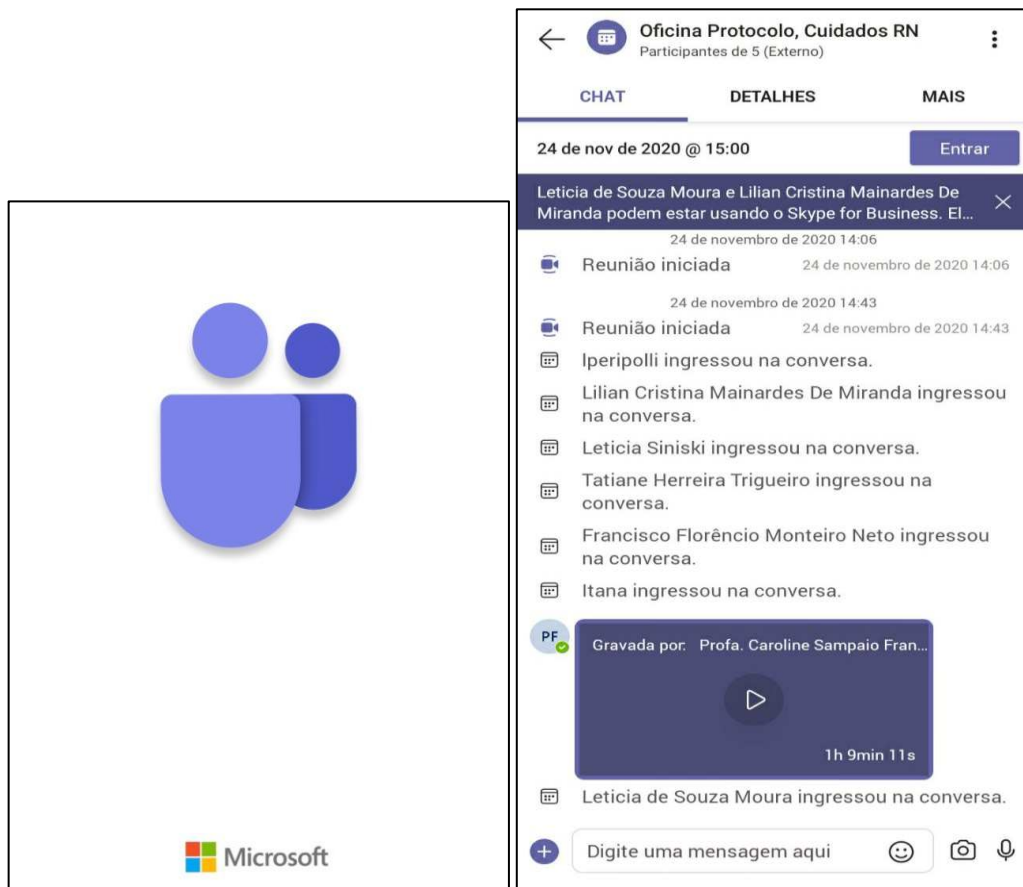 Microsoft
Oficina Protocolo, Cuidados RN
Participantes de 5 (Externo)
CHAT DETALHES MAIS
24 de nov de 2020 @ 15:00 Entrar
Leticia de Souza Moura e Lilian Cristina Mainardes De
Miranda podem estar usando o Skype for Business. El...
24 de novembro de 2020 14:06
Reunião iniciada 24 de novembro de 2020 14:06
24 de novembro de 2020 14:43
Reunião iniciada 24 de novembro de 2020 14:43
Iperipolli ingressou na conversa.
Lilian Cristina Mainardes De Miranda ingressou
na conversa.
Leticia Siniski ingressou na conversa.
Tatiane Herreira Trigueiro ingressou na
conversa.
Francisco Florêncio Monteiro Neto ingressou
na conversa.
Itana ingressou na conversa.
PF
Gravada por: Profa. Caroline Sampaio Fran...
1h 9min 11s
Leticia de Souza Moura ingressou na conversa.
Digite uma mensagem aqui